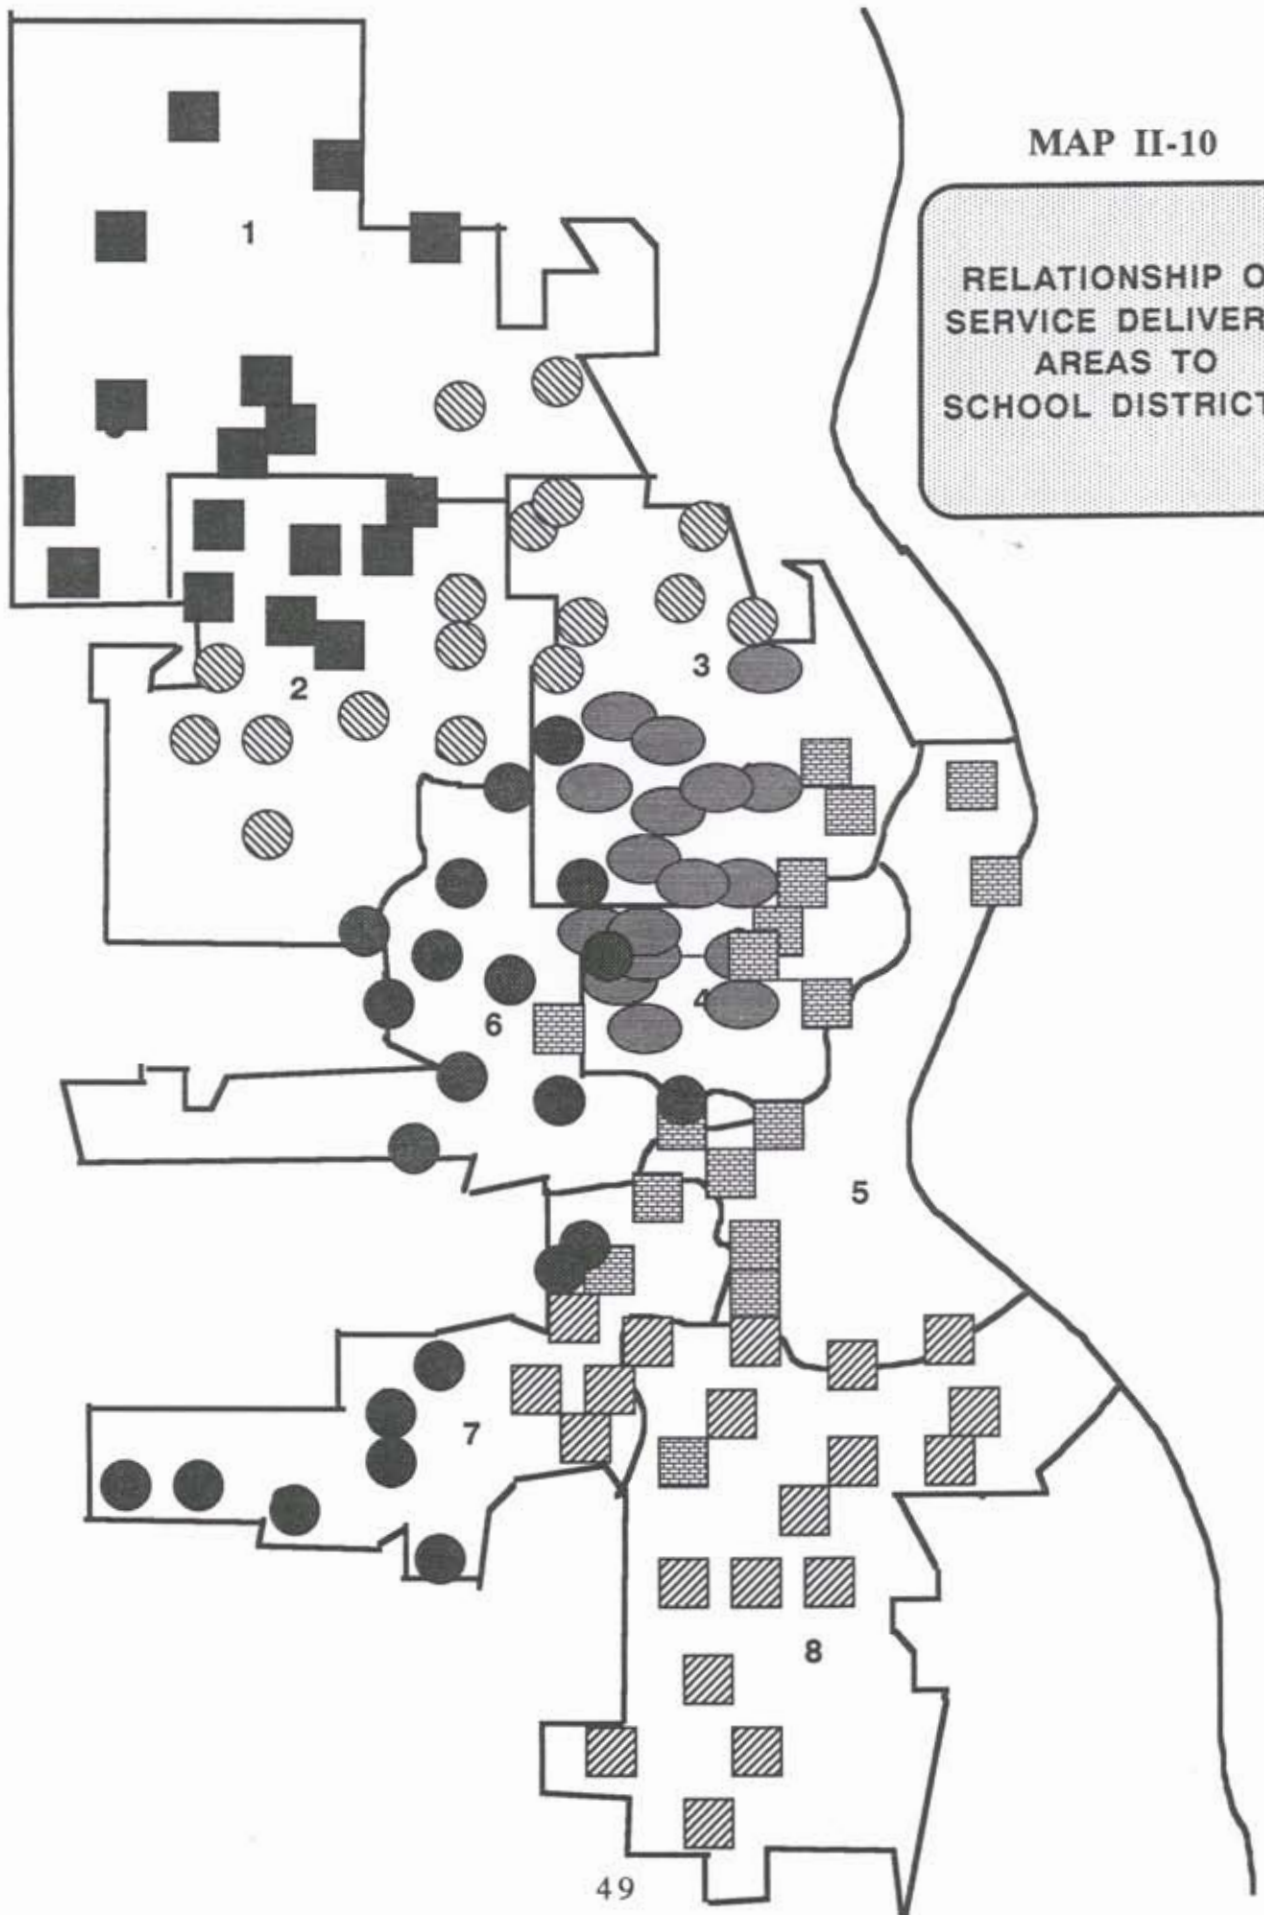 MAP II-10
RELATIONSHIP O
SERVICE DELIVER
AREAS TO
SCHOOL DISTRICT
1
2
3
4
6
5
7
8
49